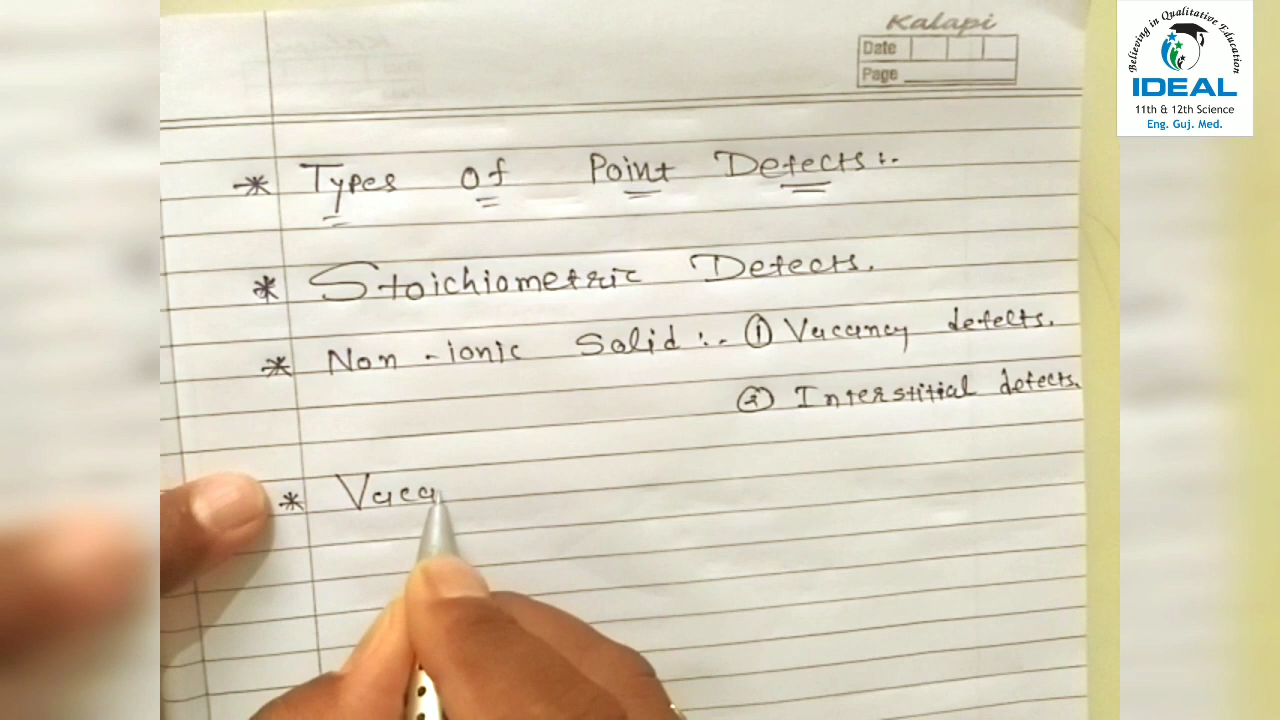 Kalapi
Date
Page
Believing in Qualitative Education
IDEAL
11th & 12th Science
Eng. Guj. Med.
* Types Of Point Defects:-
* Stoichiometric Defects.
* Non-ionic Solid:- ① Vacancy defects.
② Interstitial defects.
* Vaca